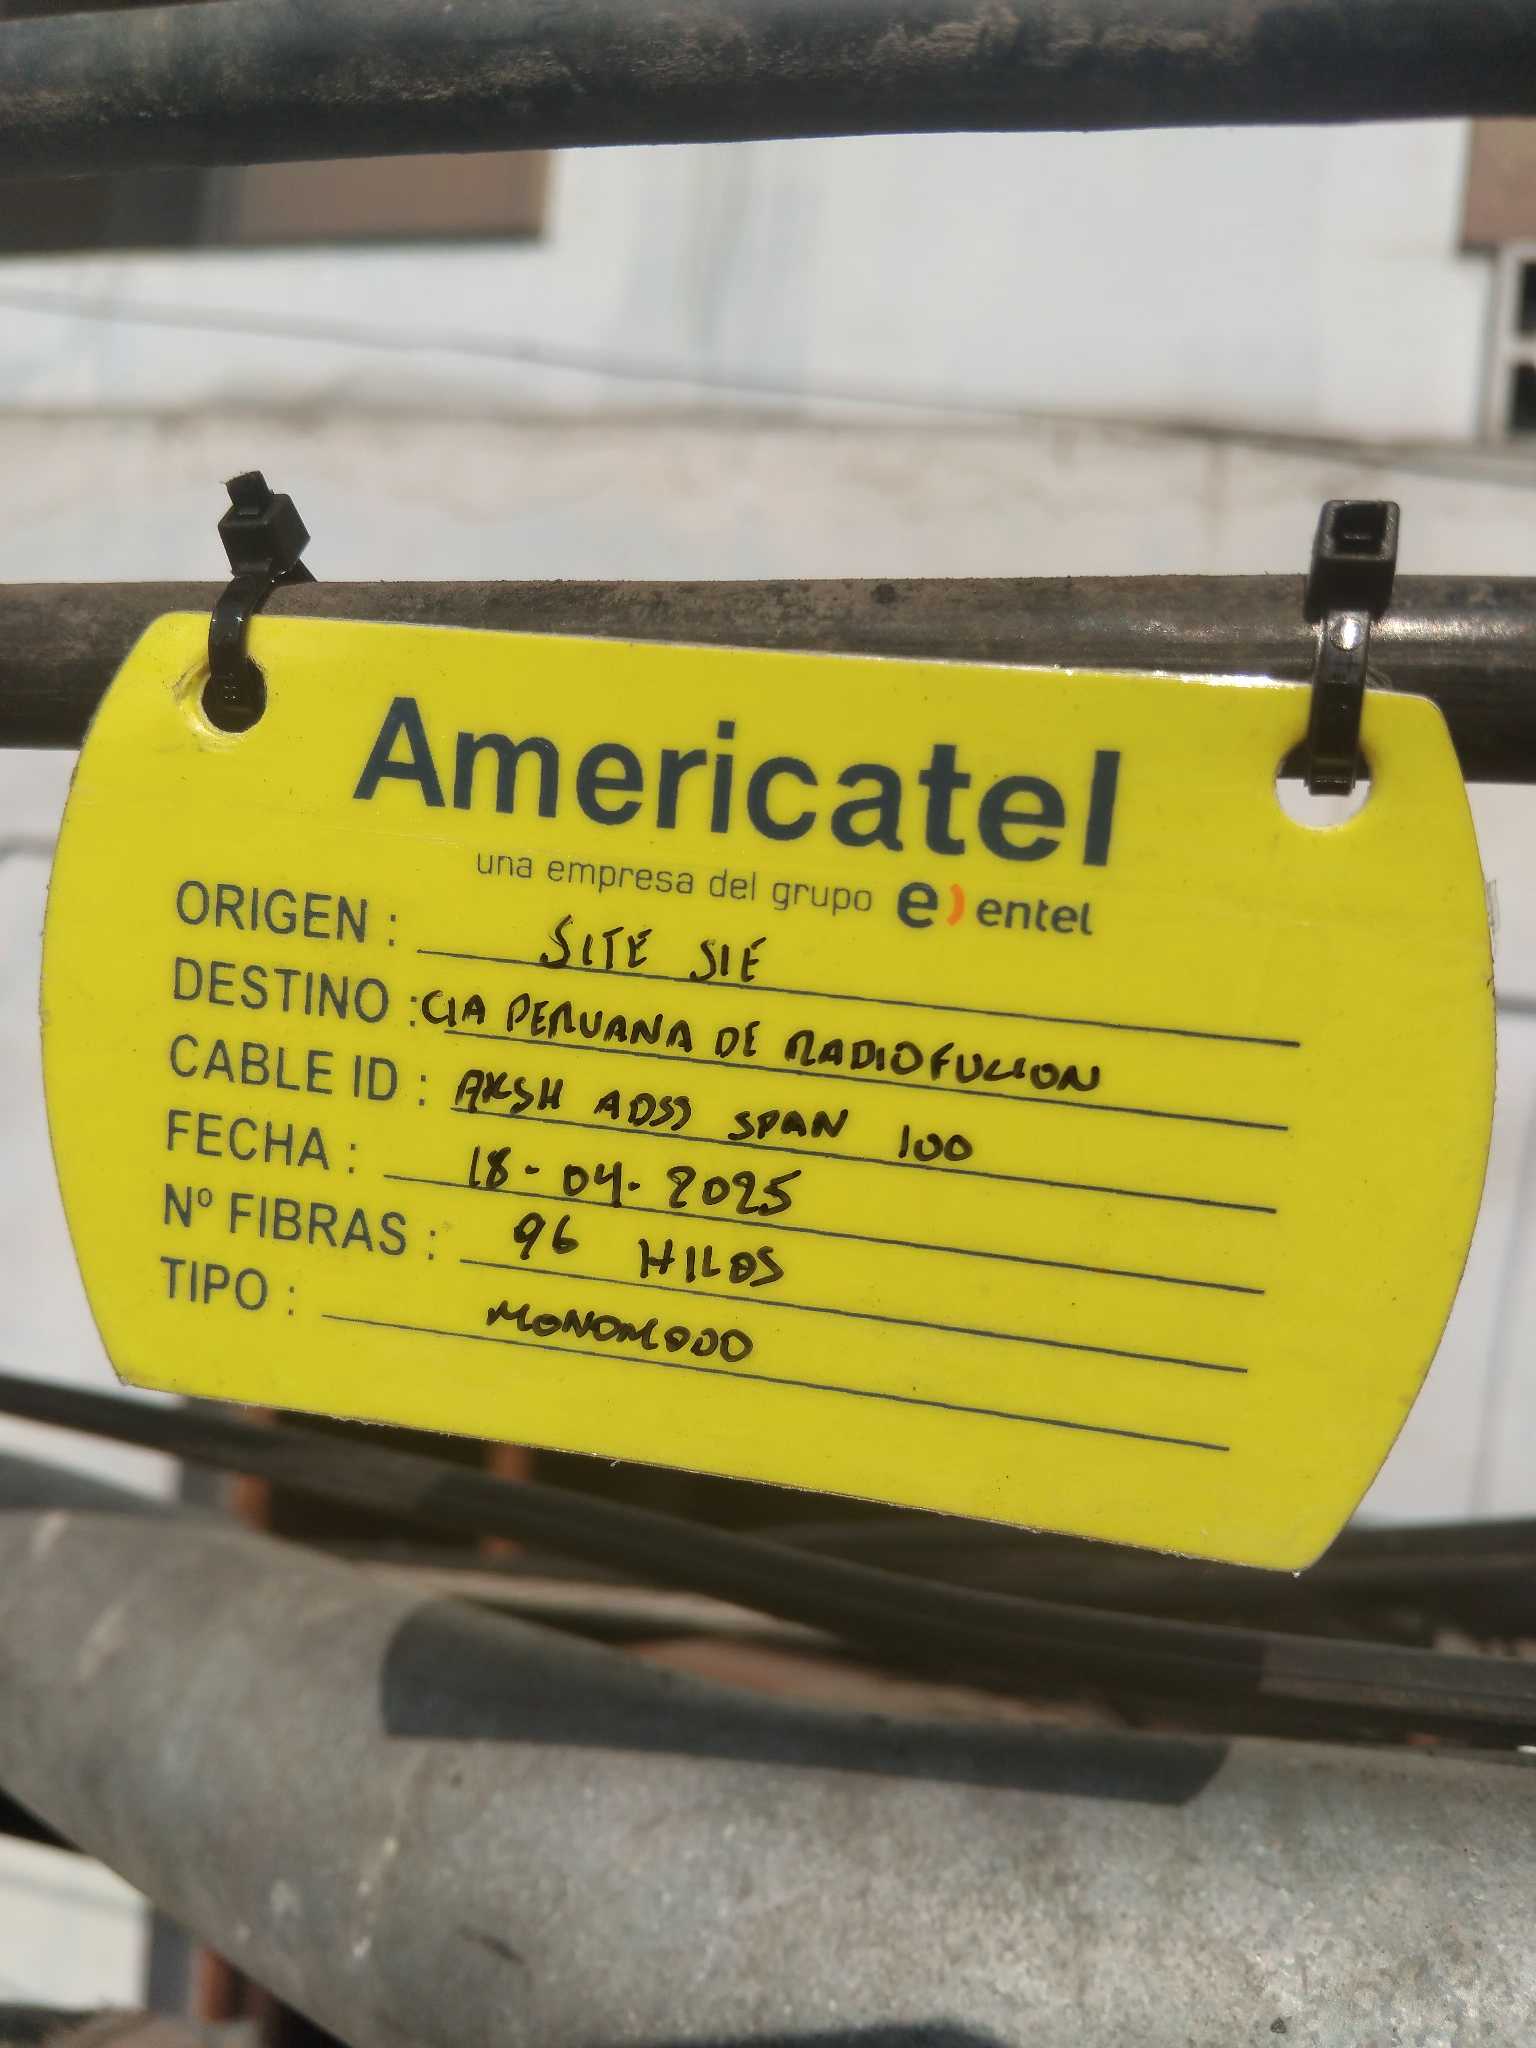 Americatel
una empresa del grupo e) entel
ORIGEN : SITE SIE
DESTINO : CIA PERUANA DE RADIOFUCION
CABLE ID : AKSH ADSS SPAN 100
FECHA : 18-04-2025
Nº FIBRAS : 96 HILOS
TIPO : MONOMODO